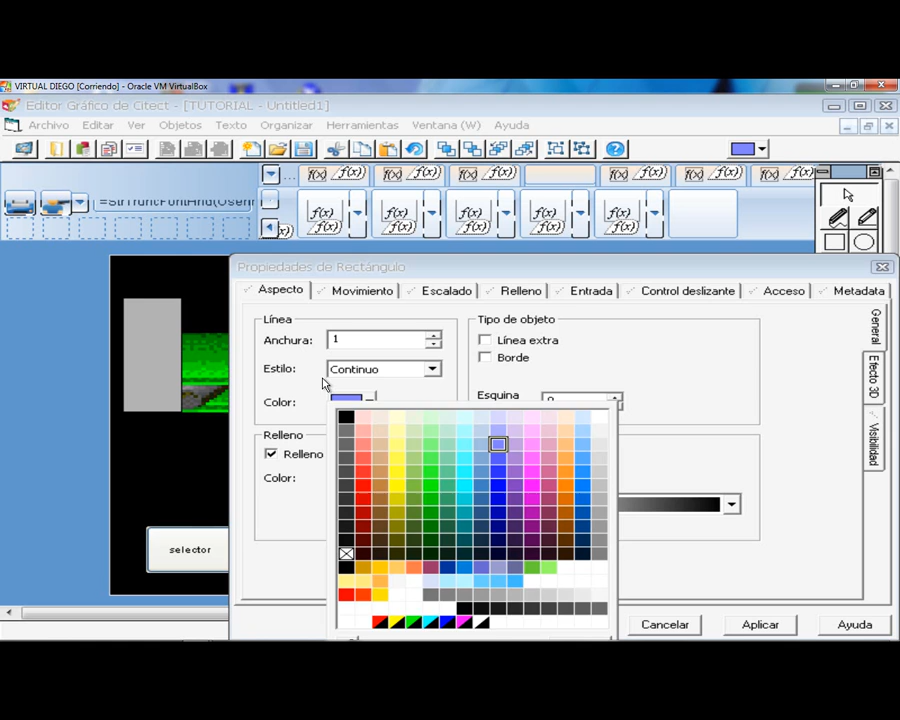 VIRTUAL DIEGO [Corriendo] - Oracle VM VirtualBox
Editor Gráfico de Citect - [TUTORIAL - Untitled1]
Archivo Editar Ver Objetos Texto Organizar Herramientas Ventana (W) Ayuda
f(x) f(x) f(x) f(x) f(x) f(x) f(x) f(x) f(x) f(x) f(x)
f(x) f(x) f(x) f(x) f(x)
f(x) f(x) f(x) f(x) f(x)
Propiedades de Rectángulo
Aspecto Movimiento Escalado Relleno Entrada Control deslizante Acceso Metadata
Línea
Anchura: 1
Estilo: Continuo
Color:
Tipo de objeto
Línea extra
Borde
Esquina
General
Efecto 3D
Visibilidad
Relleno
Relleno
Color:
selector
Cancelar Aplicar Ayuda